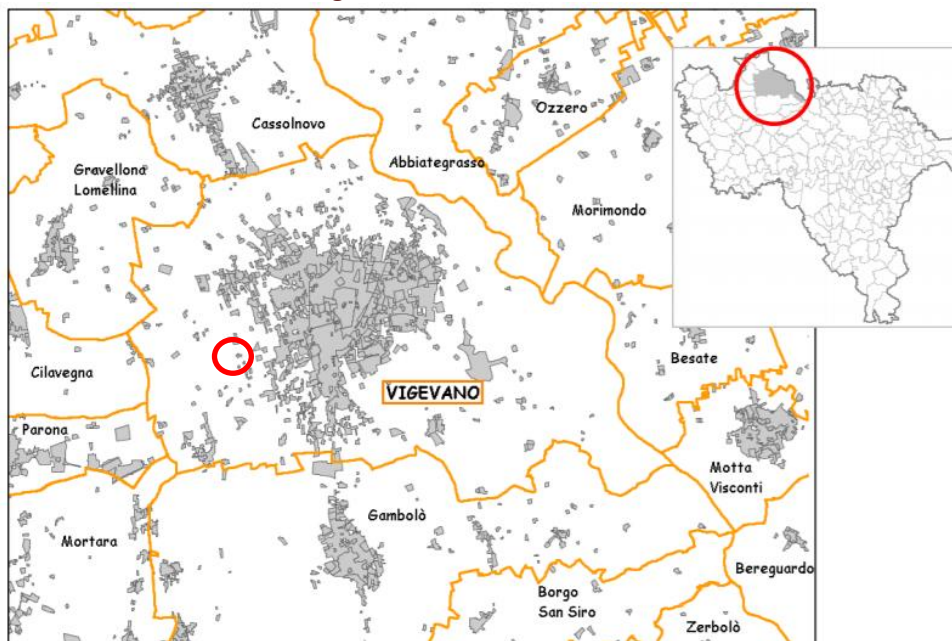 Cassolnovo
Ozzero
Abbiategrasso
Gravellona
Lomellina
Morimondo
Cilavegna
Besate
VIGEVANO
Parona
Motta
Visconti
Gambolò
Mortara
Bereguardo
Borgo
San Siro
Zerbolò